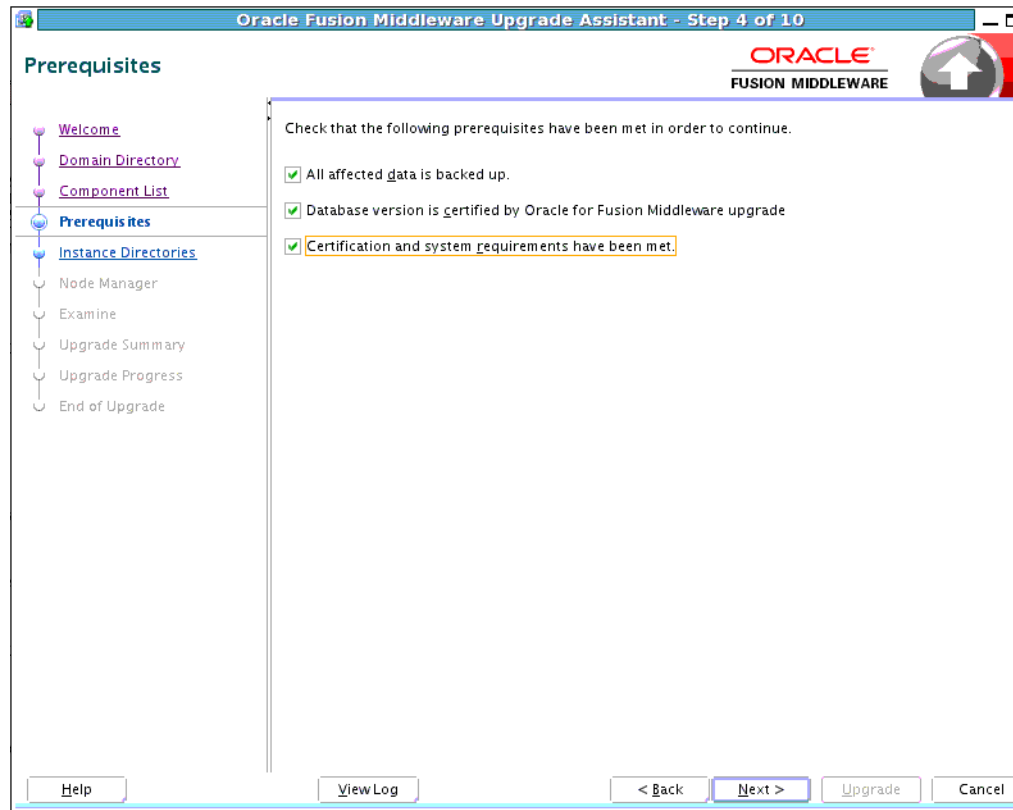 Oracle Fusion Middleware Upgrade Assistant - Step 4 of 10
Prerequisites
ORACLE
FUSION MIDDLEWARE
Welcome
Domain Directory
Component List
Prerequisites
Instance Directories
Node Manager
Examine
Upgrade Summary
Upgrade Progress
End of Upgrade
Check that the following prerequisites have been met in order to continue.
All affected data is backed up.
Database version is certified by Oracle for Fusion Middleware upgrade
Certification and system requirements have been met.
Help
View Log
< Back
Next >
Upgrade
Cancel